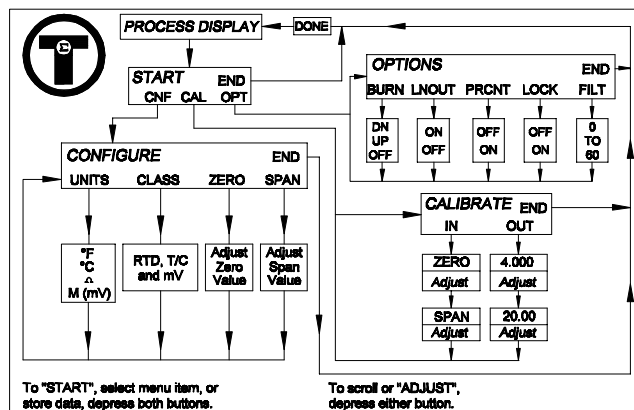 PROCESS DISPLAY
DONE
START
END
CNF CAL OPT
OPTIONS
END
BURN LNOUT PRCNT LOCK FILT
DN
UP
OFF
ON
OFF
OFF
ON
OFF
ON
0
TO
60
CONFIGURE
END
UNITS CLASS ZERO SPAN
°F
°C
Ω
M (mV)
RTD, T/C
and mV
Adjust
Zero
Value
Adjust
Span
Value
CALIBRATE
END
IN OUT
ZERO
Adjust
4.000
Adjust
SPAN
Adjust
20.00
Adjust
To "START", select menu item, or
store data, depress both buttons.
To scroll or "ADJUST",
depress either button.